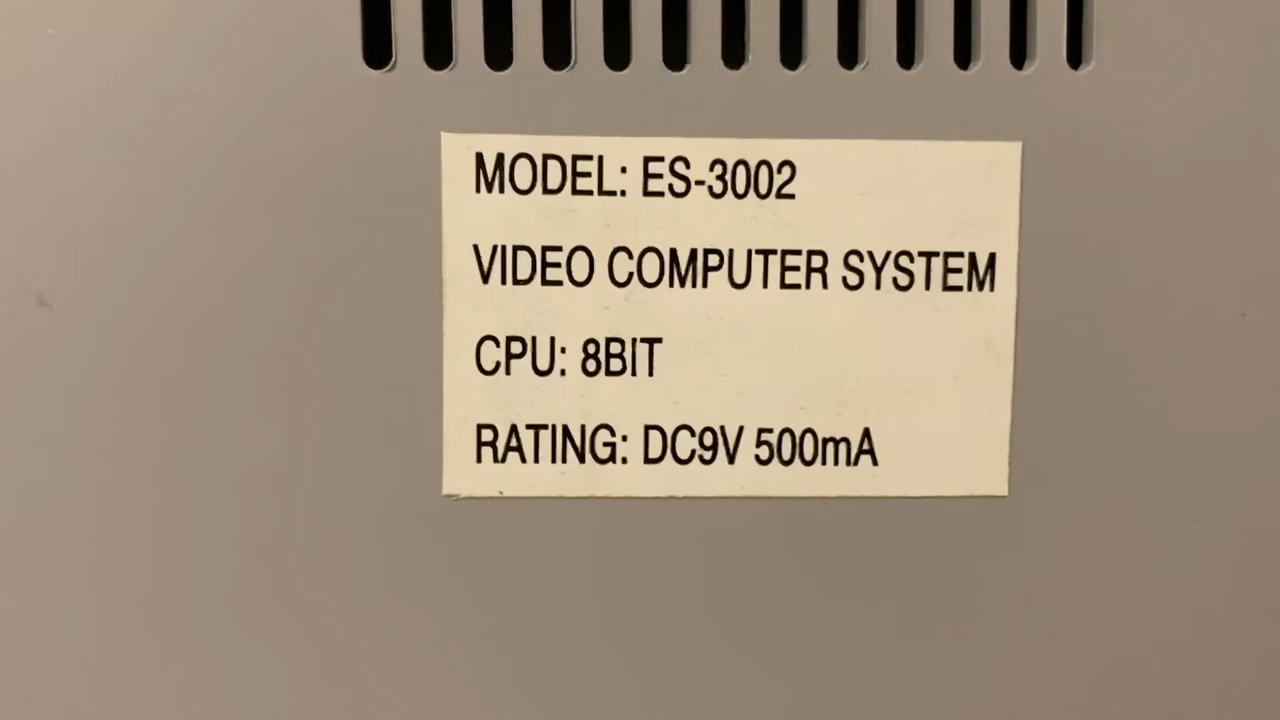 MODEL: ES-3002
VIDEO COMPUTER SYSTEM
CPU: 8BIT
RATING: DC9V 500mA